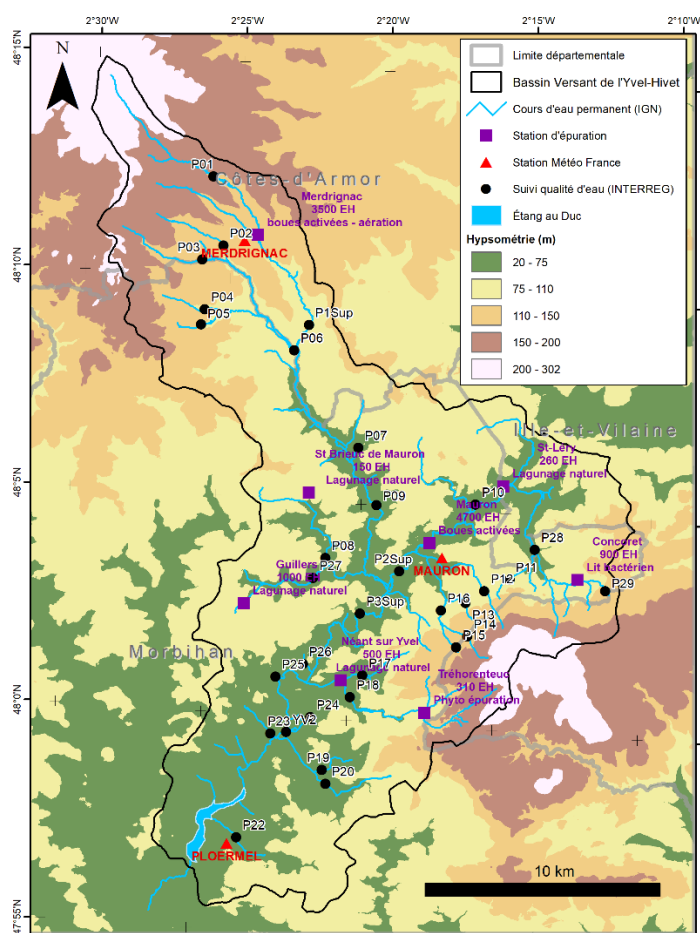 2°30'0"W
2°25'0"W
2°20'0"W
2°15'0"W
2°10'0"W
48°15'N
48°10'N
48°5'N
48°0'N
47°55'N
N
Limite départementale
Bassin Versant de l'Yvel-Hivet
Cours d'eau permanent (IGN)
Station d'épuration
Station Météo France
Suivi qualité d'eau (INTERREG)
Étang au Duc
Hypsométrie (m)
20 - 75
75 - 110
110 - 150
150 - 200
200 - 302
P01
Côtes-d'Armor
Merdrignac
3500 EH
boues activées - aération
P02
P03
MERDRIGNAC
P04
P05
P1Sup
P06
Ille-et-Vilaine
P07
St Brieuc de Mauron
150 EH
Lagunage naturel
St-Léry
260 EH
Lagunage naturel
P09
P10
Mauron
4700 EH
Boues activées
P08
P27
P2Sup
MAURON
P28
Concoret
900 EH
Lit bactérien
P11
P12
P29
Guillers
1000 EH
Lagunage naturel
P3Sup
P16
P13
P14
P15
Morbihan
Néant sur Yvel
500 EH
Lagunage naturel
P26
P25
P17
P18
Tréhorenteuc
310 EH
Phyto épuration
P24
P23
YV2
P19
P20
P22
PLOERMEL
10 km